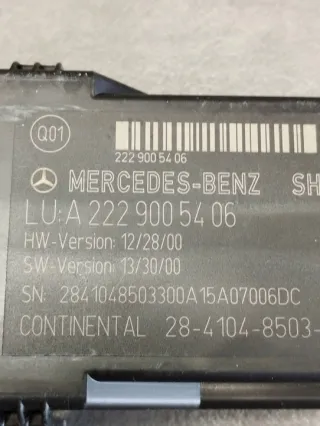 Q01
222 900 54 06
MERCEDES-BENZ SH
LU: A 222 900 54 06
HW-Version: 12/28/00
SW-Version: 13/30/00
SN: 2841048503300A15A07006DC
CONTINENTAL 28-4104-8503-